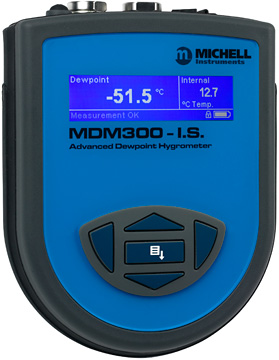 MICHELL
Instruments
Dewpoint
Internal
-51.5 °C
12.7
°C Temp.
Measurement OK
MDM300 - I.S.
Advanced Dewpoint Hygrometer